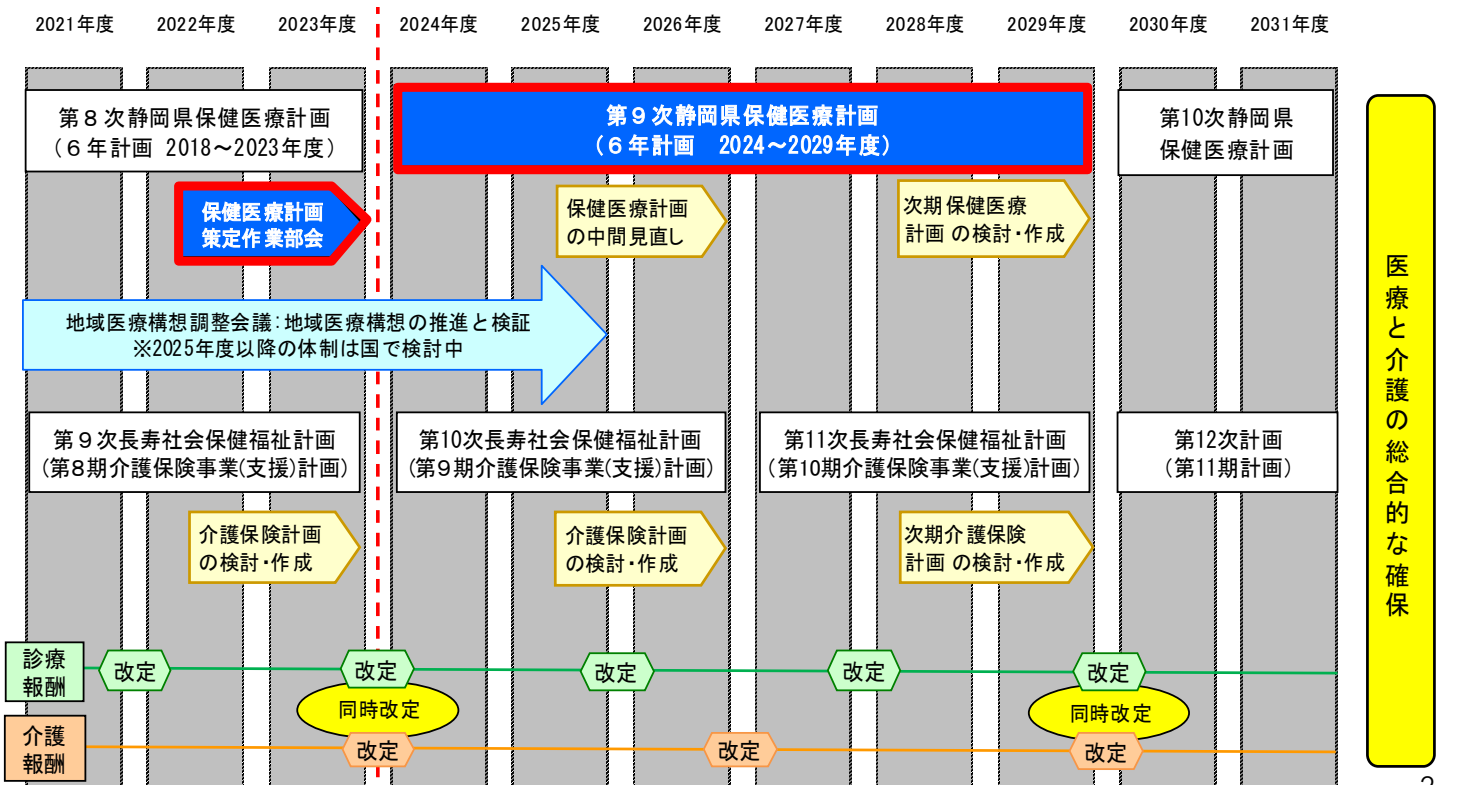 2021年度 2022年度 2023年度 2024年度 2025年度 2026年度 2027年度 2028年度 2029年度 2030年度 2031年度
第8次静岡県保健医療計画
(6年計画 2018～2023年度)
第9次静岡県保健医療計画
(6年計画 2024～2029年度)
第10次静岡県
保健医療計画
保健医療計画
策定作業部会
保健医療計画
の中間見直し
次期保健医療
計画 の検討・作成
地域医療構想調整会議:地域医療構想の推進と検証
※2025年度以降の体制は国で検討中
第9次長寿社会保健福祉計画
(第8期介護保険事業(支援)計画)
第10次長寿社会保健福祉計画
(第9期介護保険事業(支援)計画)
第11次長寿社会保健福祉計画
(第10期介護保険事業(支援)計画)
第12次計画
(第11期計画)
介護保険計画
の検討・作成
介護保険計画
の検討・作成
次期介護保険
計画 の検討・作成
診療
報酬
改定 改定 改定 改定 改定
同時改定 同時改定
介護
報酬
改定 改定 改定
医療と介護の総合的な確保